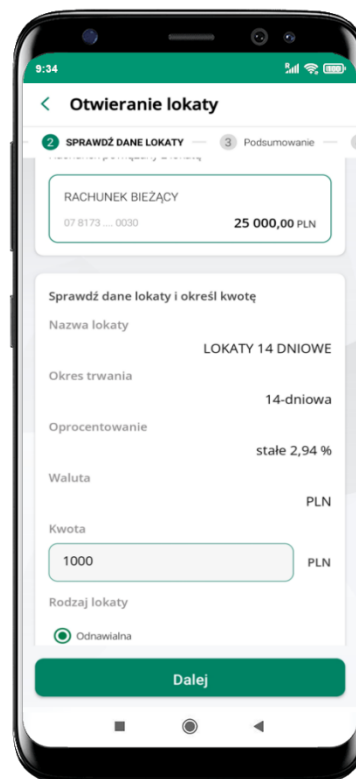 9:34
Otwieranie lokaty
2 SPRAWDŹ DANE LOKATY 3 Podsumowanie
RACHUNEK BIEŻĄCY
07 8173 .... 0030 25 000,00 PLN
Sprawdź dane lokaty i określ kwotę
Nazwa lokaty
LOKATY 14 DNIOWE
Okres trwania
14-dniowa
Oprocentowanie
stałe 2,94 %
Waluta
PLN
Kwota
1000 PLN
Rodzaj lokaty
Odnawialna
Dalej